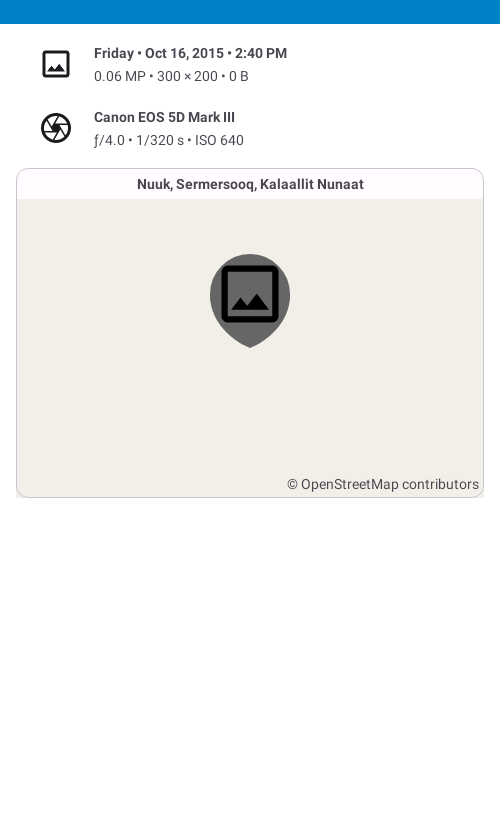 Friday • Oct 16, 2015 • 2:40 PM
0.06 MP • 300 × 200 • 0 B
Canon EOS 5D Mark III
ƒ/4.0 • 1/320 s • ISO 640
Nuuk, Sermersooq, Kalaallit Nunaat
© OpenStreetMap contributors